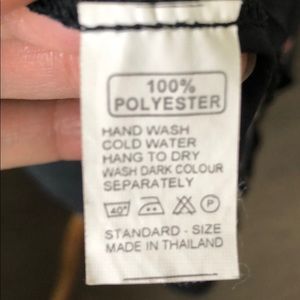 100%
POLYESTER
HAND WASH
COLD WATER
HANG TO DRY
WASH DARK COLOUR
SEPARATELY
40° P
STANDARD - SIZE
MADE IN THAILAND